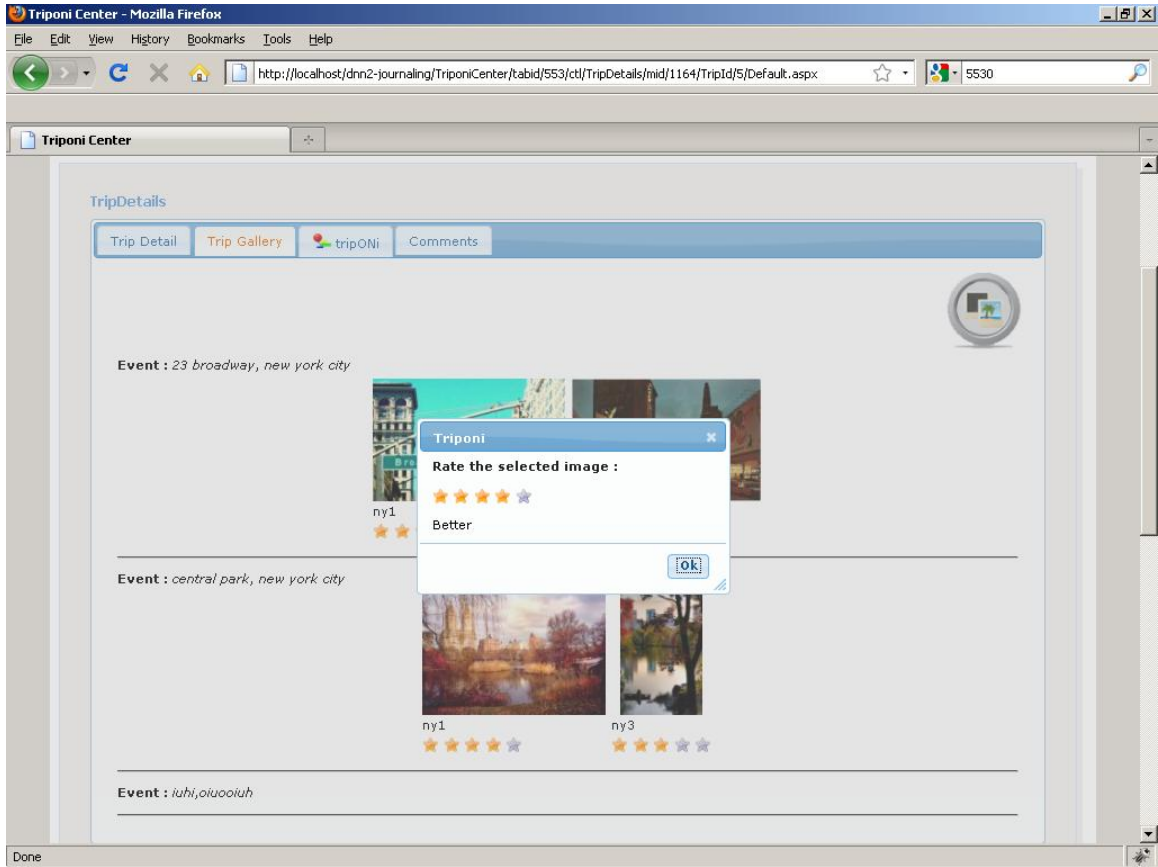 Triponi Center - Mozilla Firefox
File Edit View History Bookmarks Tools Help
http://localhost/dnn2-journaling/TriponiCenter/tabid/553/ctl/TripDetails/mid/1164/TripId/5/Default.aspx 5530
Triponi Center
TripDetails
Trip Detail Trip Gallery tripONi Comments
Event : 23 broadway, new york city
Bro
Triponi
Rate the selected image :
Better
Ok
ny1
Event : central park, new york city
ny1 ny3
Event : iuhi,oiuooiuh
Done